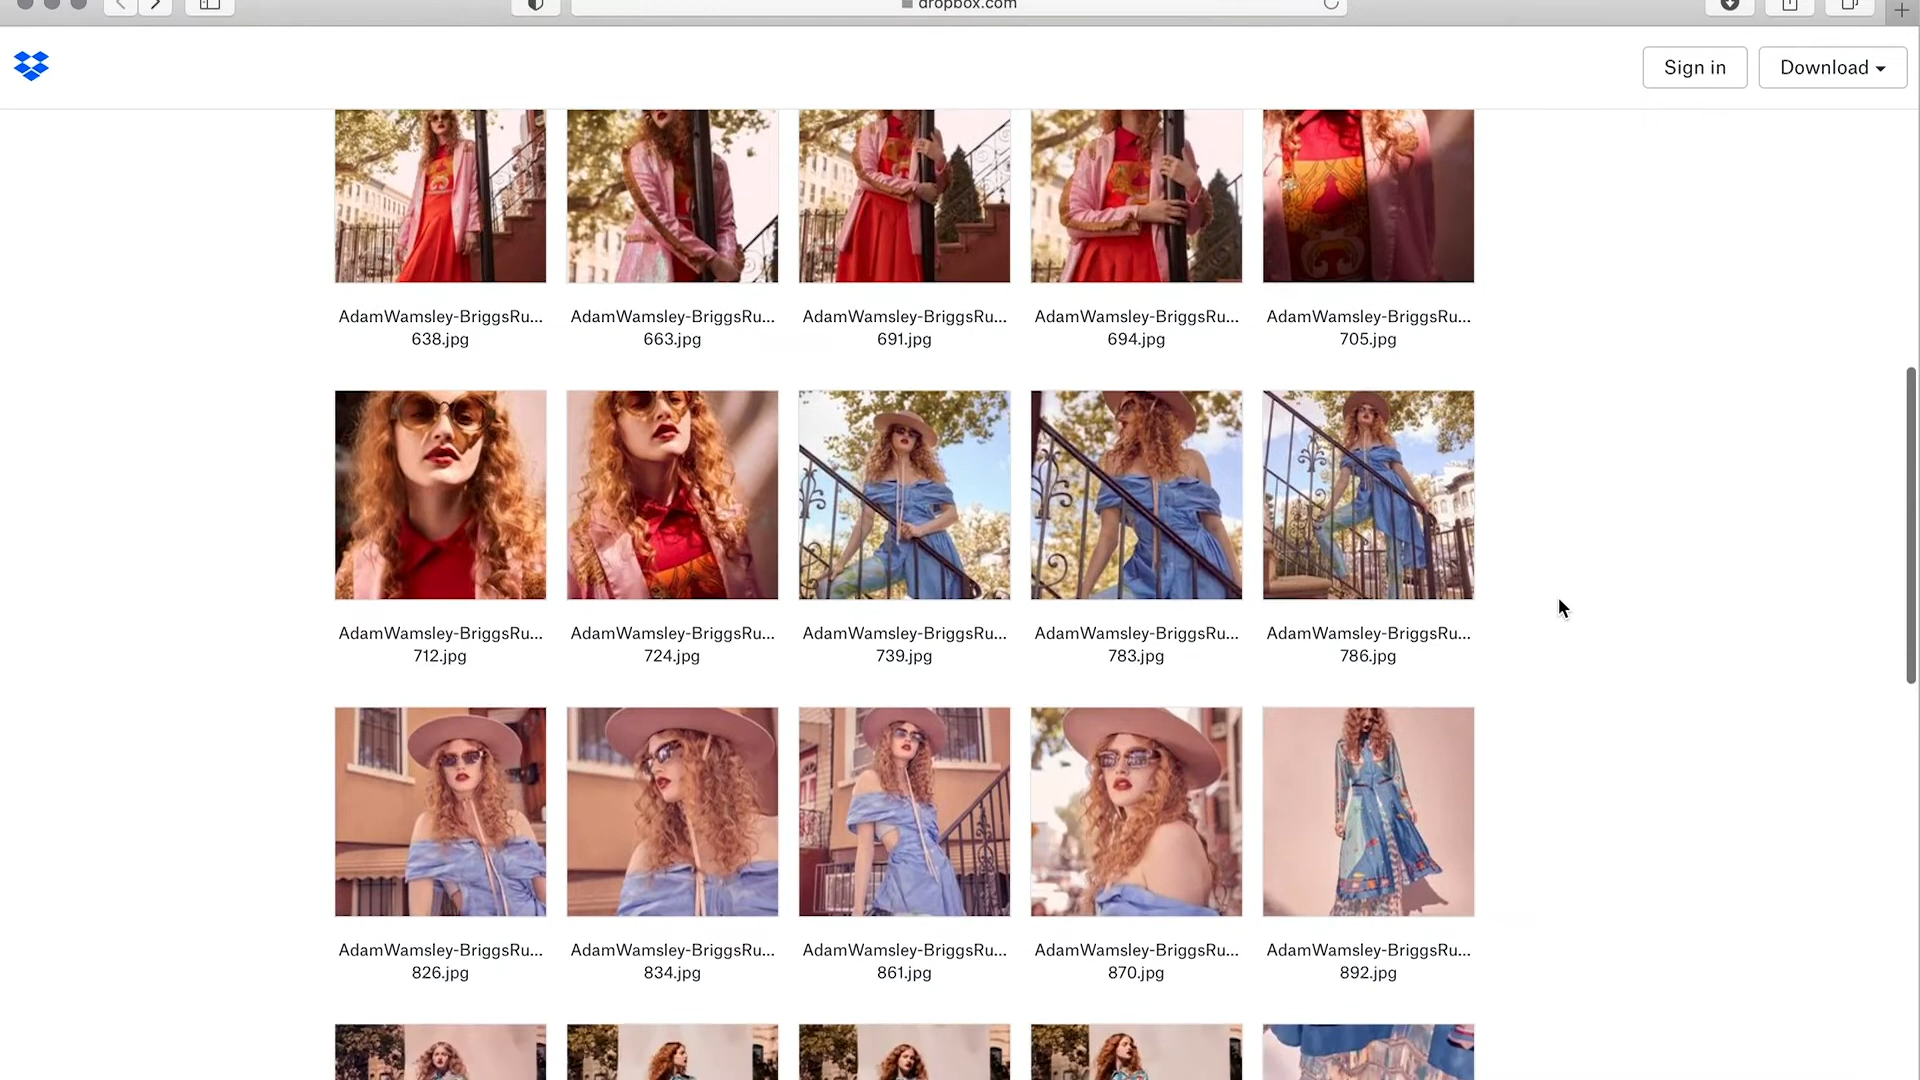 dropbox.com
Sign in
Download
AdamWamsley-BriggsRu... AdamWamsley-BriggsRu... AdamWamsley-BriggsRu... AdamWamsley-BriggsRu... AdamWamsley-BriggsRu...
638.jpg 663.jpg 691.jpg 694.jpg 705.jpg
AdamWamsley-BriggsRu... AdamWamsley-BriggsRu... AdamWamsley-BriggsRu... AdamWamsley-BriggsRu... AdamWamsley-BriggsRu...
712.jpg 724.jpg 739.jpg 783.jpg 786.jpg
AdamWamsley-BriggsRu... AdamWamsley-BriggsRu... AdamWamsley-BriggsRu... AdamWamsley-BriggsRu... AdamWamsley-BriggsRu...
826.jpg 834.jpg 861.jpg 870.jpg 892.jpg